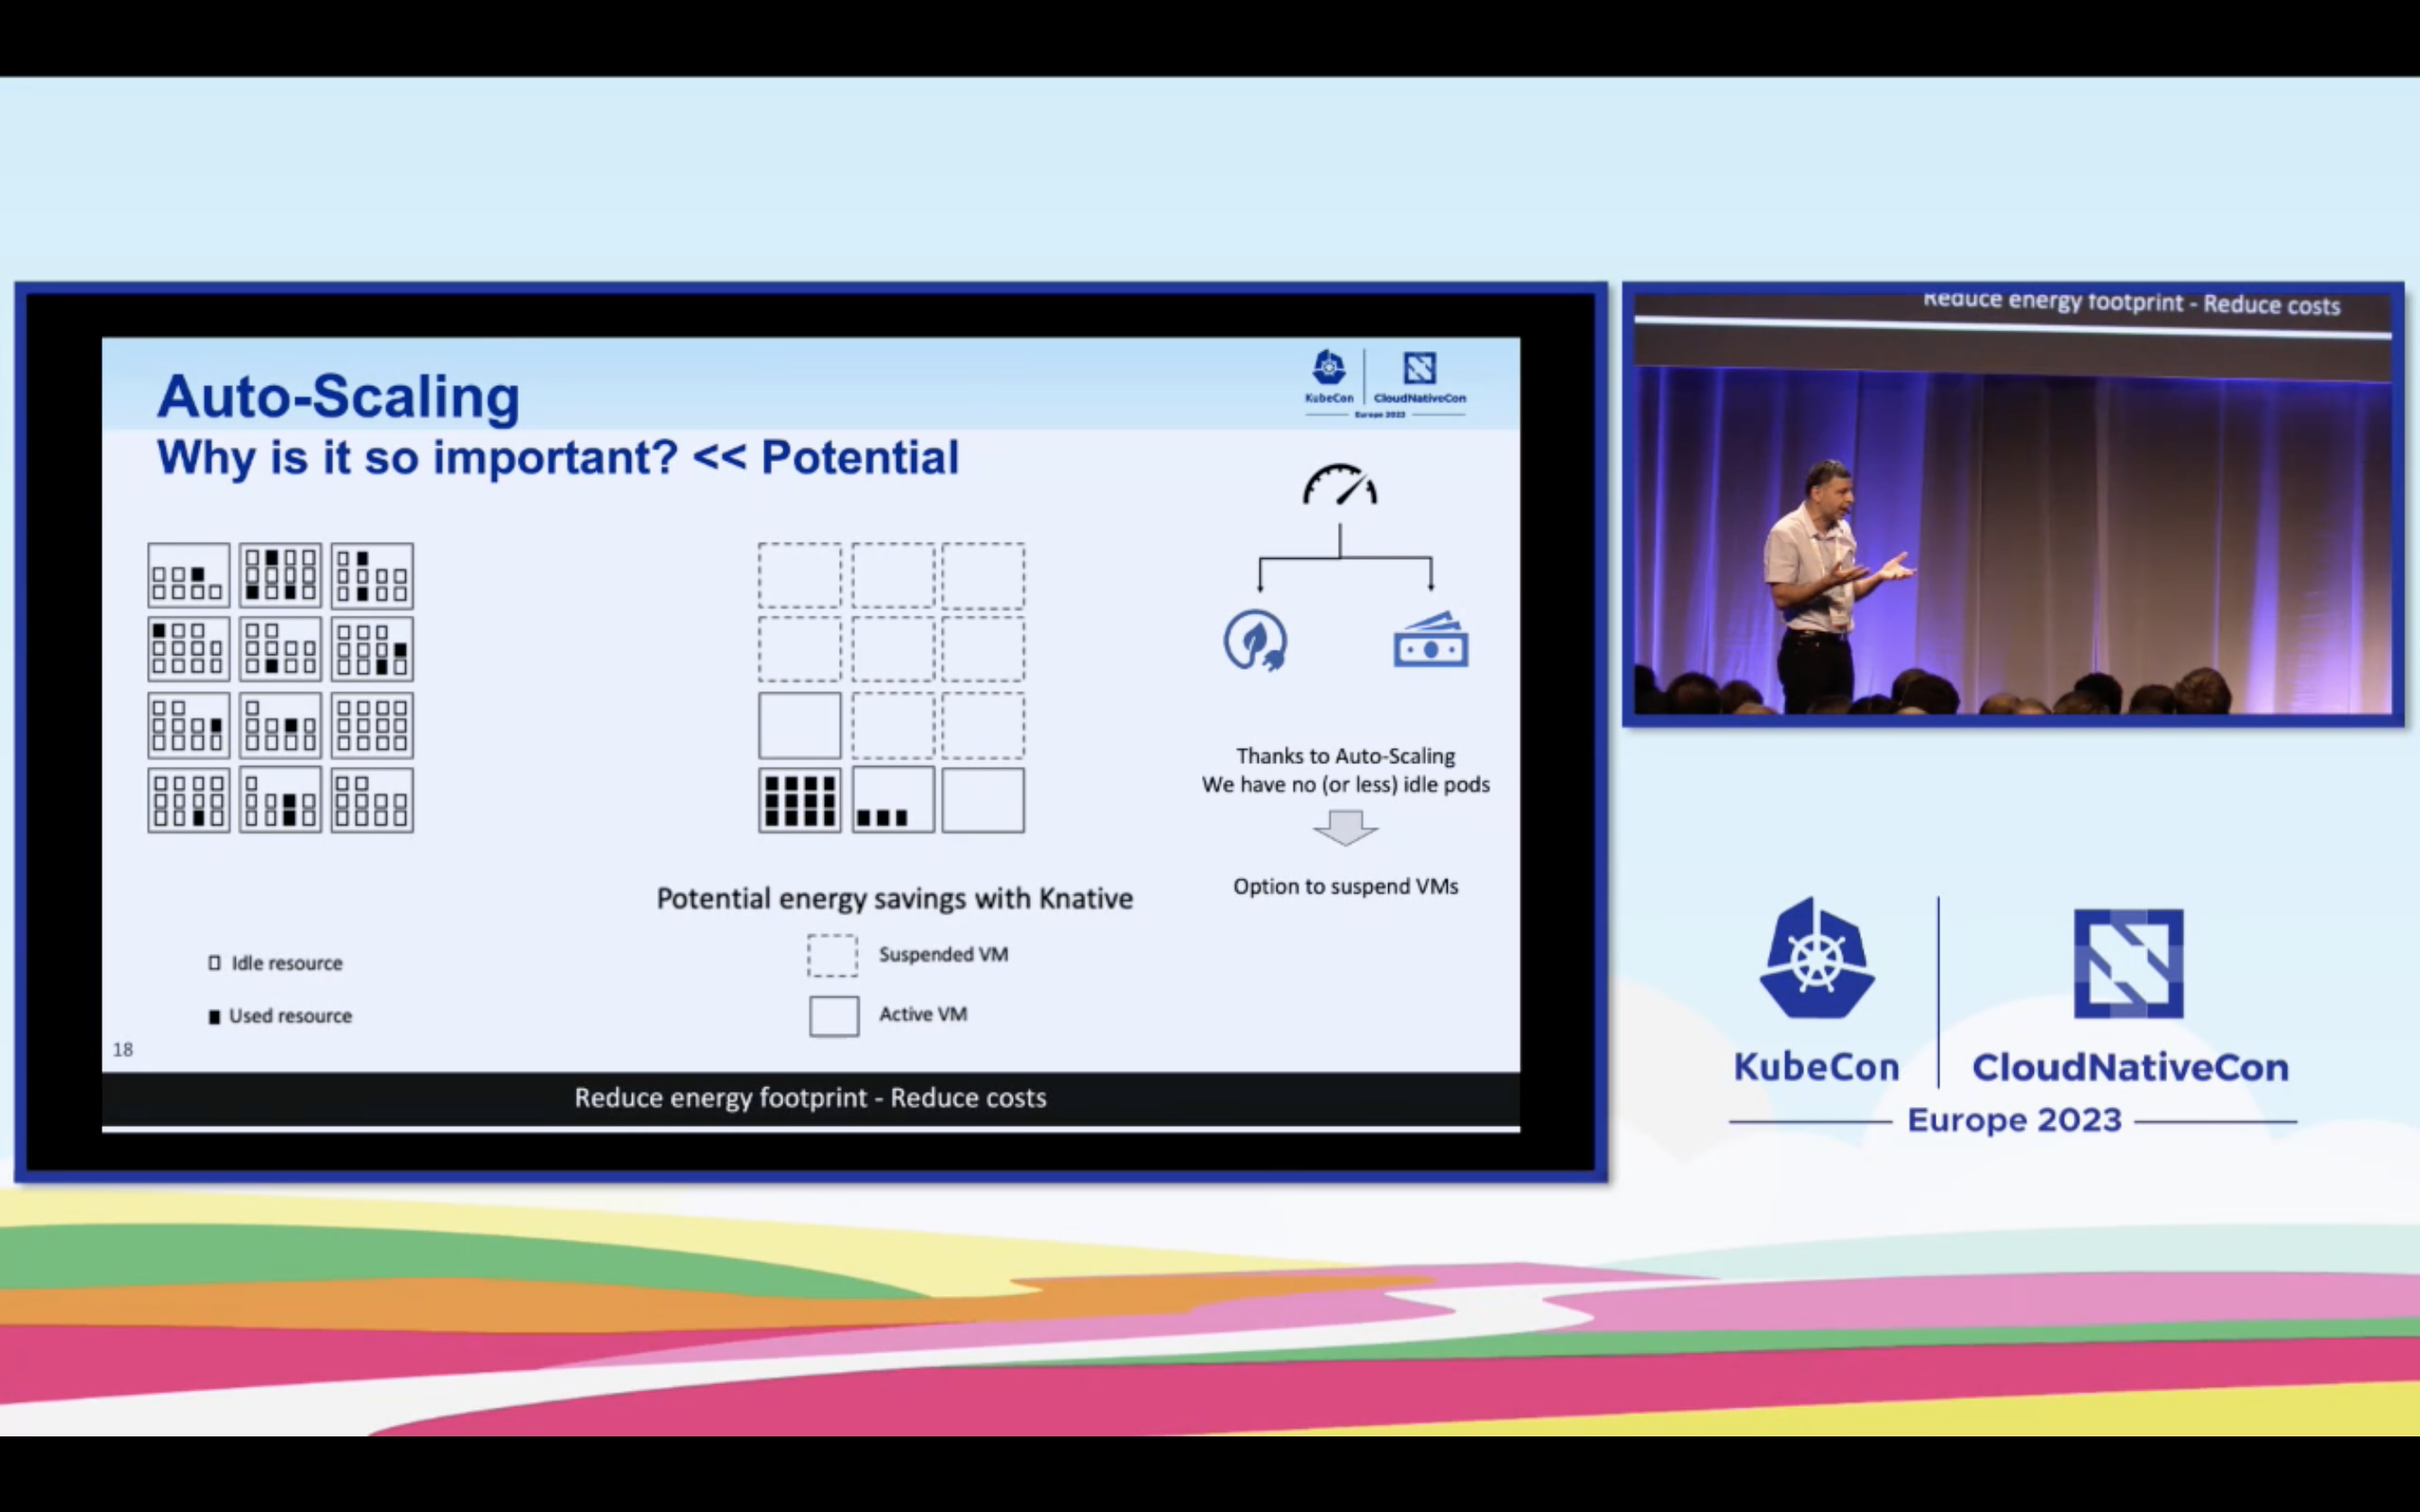 Auto-Scaling
Why is it so important? << Potential
KubeCon
CloudNativeCon
Europe 2023
Thanks to Auto-Scaling
We have no (or less) idle pods
Option to suspend VMs
Potential energy savings with Knative
Suspended VM
Active VM
Idle resource
Used resource
18
Reduce energy footprint - Reduce costs
Reduce energy footprint - Reduce costs
KubeCon
CloudNativeCon
Europe 2023